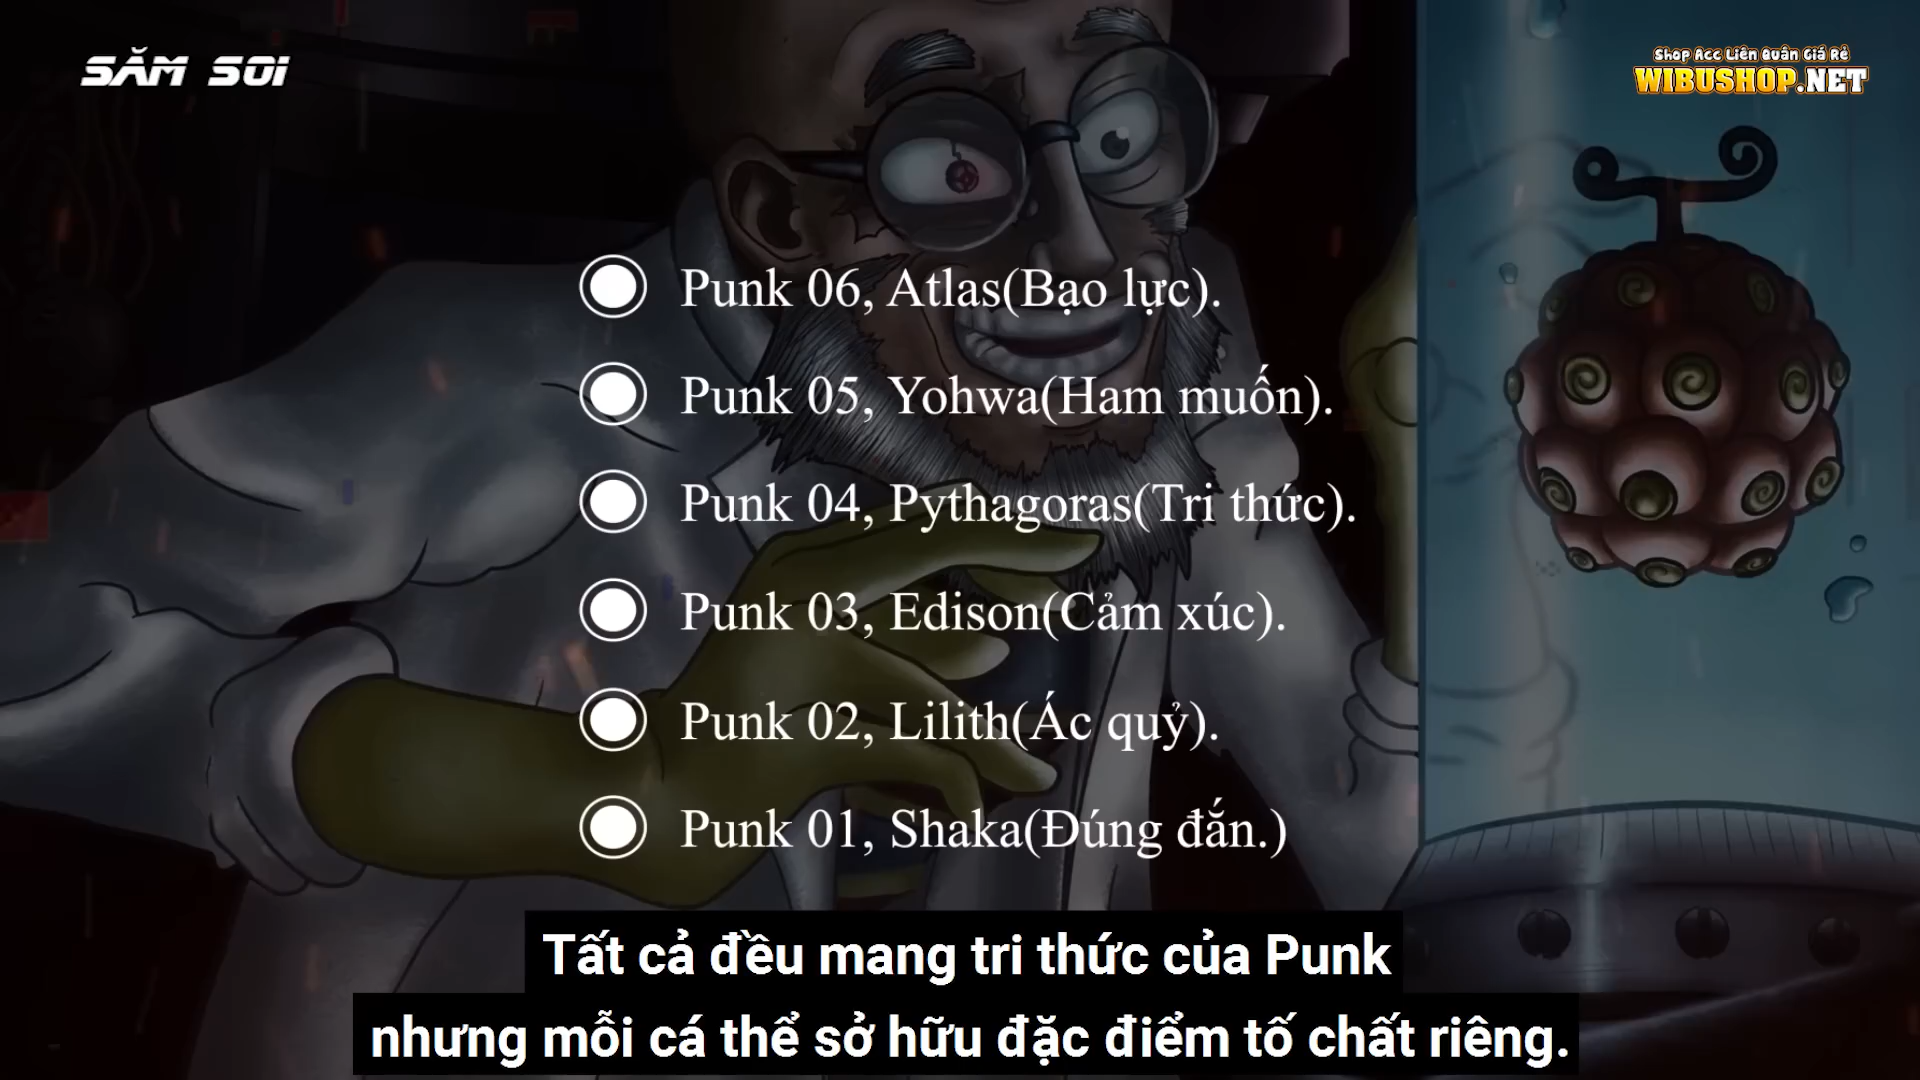 SĂM SOI
Shop Acc Liên Quân Giá Rẻ
WIBUSHOP.NET
Punk 06, Atlas(Bạo lực).
Punk 05, Yohwa(Ham muốn).
Punk 04, Pythagoras(Tri thức).
Punk 03, Edison(Cảm xúc).
Punk 02, Lilith(Ác quỷ).
Punk 01, Shaka(Đúng đắn.)
Tất cả đều mang tri thức của Punk
nhưng mỗi cá thể sở hữu đặc điểm tố chất riêng.